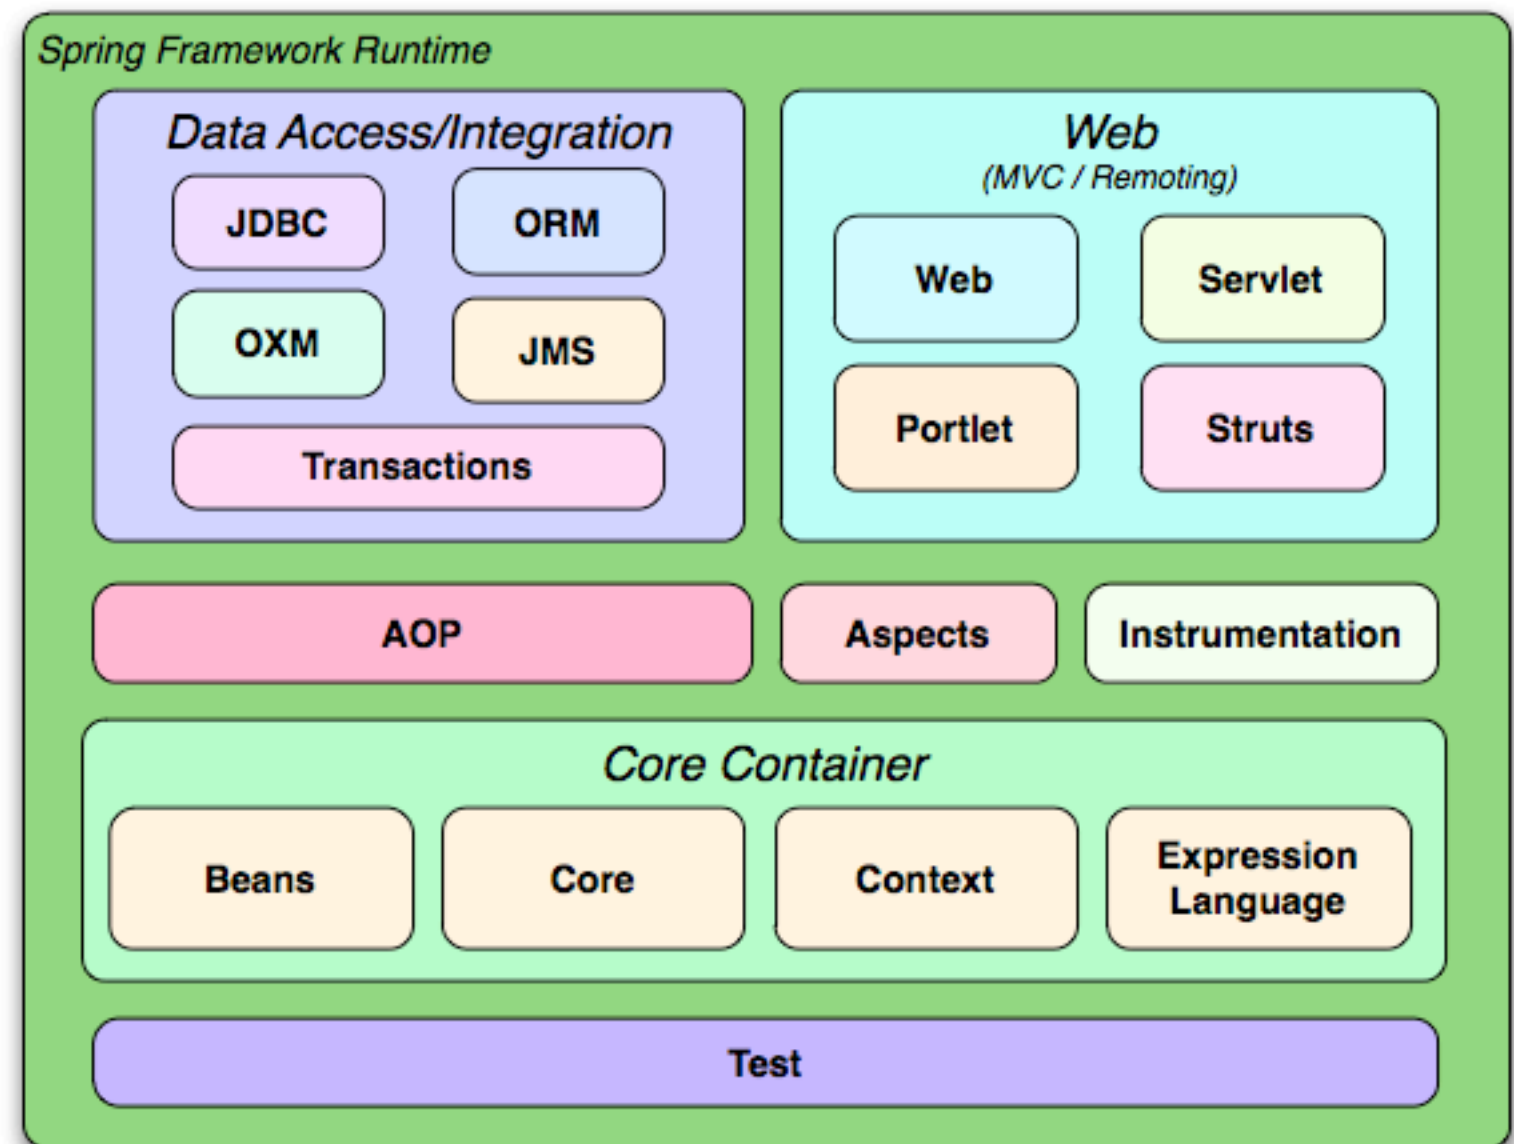 Spring Framework Runtime
Data Access/Integration
JDBC
ORM
OXM
JMS
Transactions
Web
(MVC / Remoting)
Web
Servlet
Portlet
Struts
AOP
Aspects
Instrumentation
Core Container
Beans
Core
Context
Expression
Language
Test